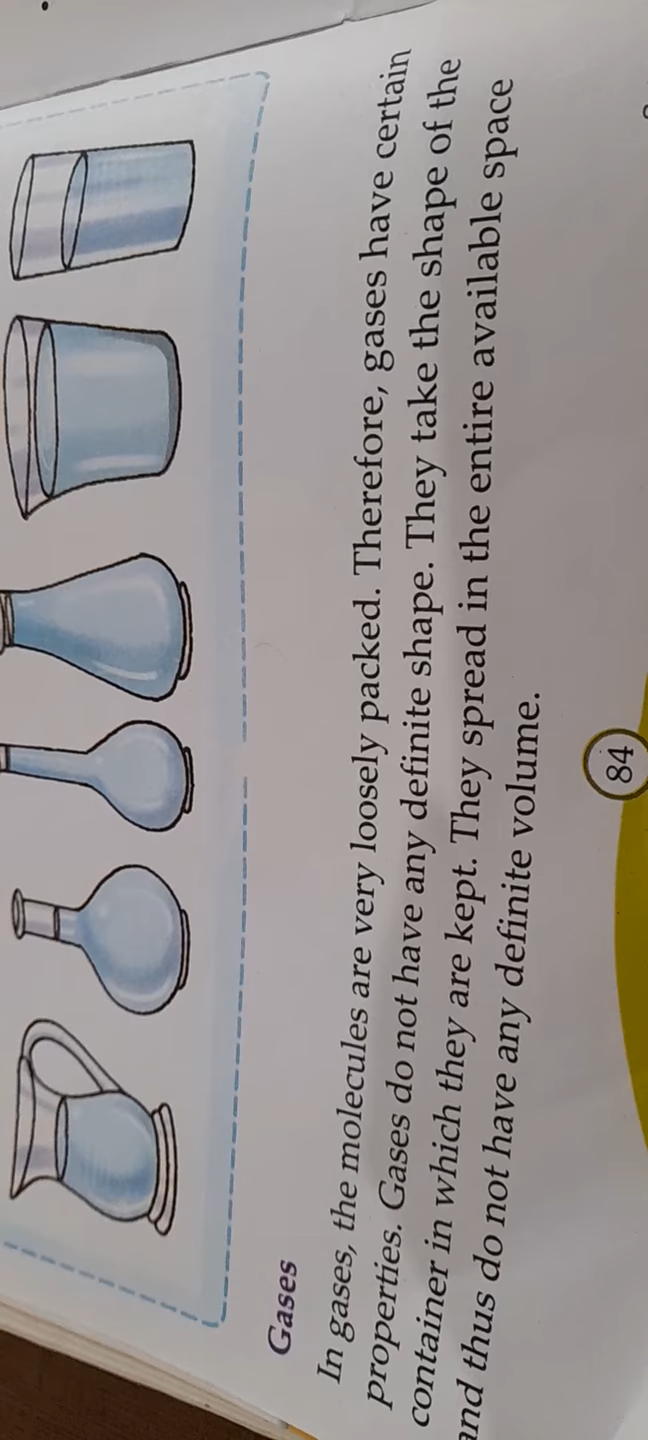 Gases
In gases, the molecules are very loosely packed. Therefore, gases have certain
properties. Gases do not have any definite shape. They take the shape of the
container in which they are kept. They spread in the entire available space
and thus do not have any definite volume.
84